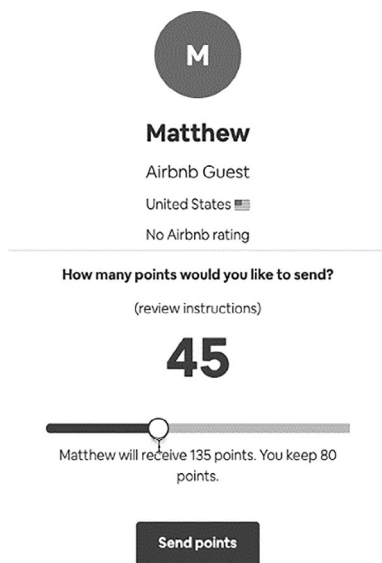 M
Matthew
Airbnb Guest
United States
No Airbnb rating
How many points would you like to send?
(review instructions)
45
Matthew will receive 135 points. You keep 80
points.
Send points